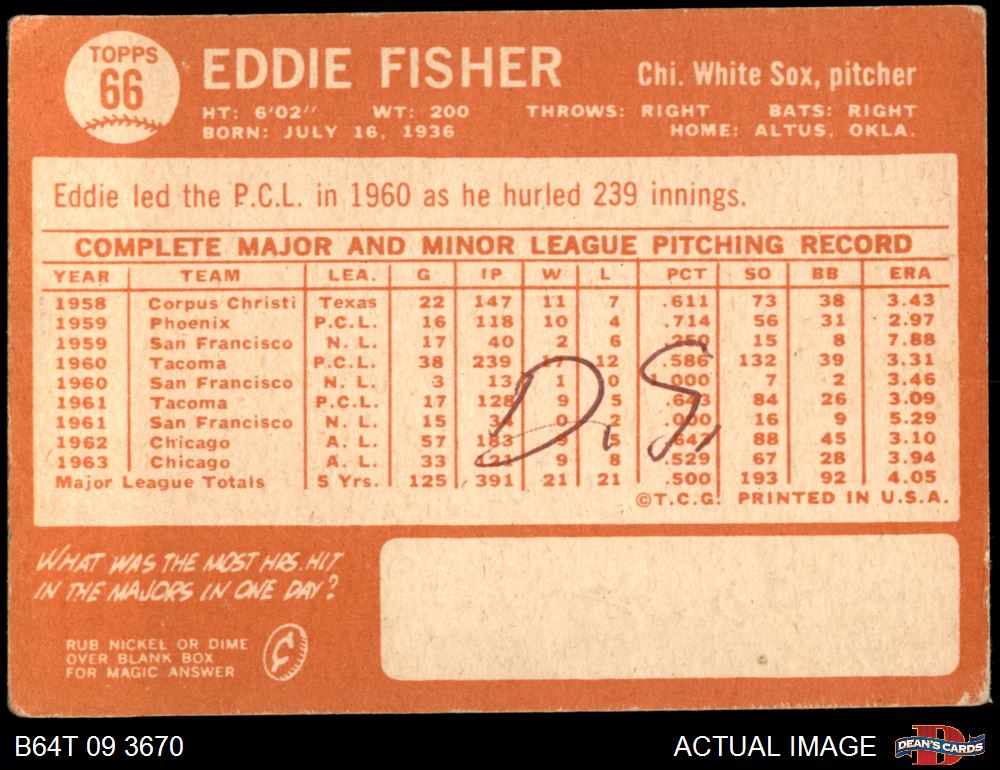 TOPPS
66
EDDIE FISHER
Chi. White Sox, pitcher
HT: 6'02" WT: 200 THROWS: RIGHT BATS: RIGHT
BORN: JULY 16, 1936 HOME: ALTUS, OKLA.
Eddie led the P.C.L. in 1960 as he hurled 239 innings.
COMPLETE MAJOR AND MINOR LEAGUE PITCHING RECORD
YEAR TEAM LEA. G IP W L PCT SO BB ERA
1958 Corpus Christi Texas 22 147 11 7 .611 73 38 3.43
1959 Phoenix P.C.L. 16 118 10 4 .714 56 31 2.97
1959 San Francisco N. L. 17 40 2 6 15 8 7.88
1960 Tacoma P.C.L. 38 239 17 12 .586 132 39 3.31
1960 San Francisco N. L. 3 13 1 0 .000 7 2 3.46
1961 Tacoma P.C.L. 17 128 9 5 .643 84 26 3.09
1961 San Francisco N. L. 15 0 2 .000 16 9 5.29
1962 Chicago A. L. 57 183 9 5 .642 88 45 3.10
1963 Chicago A. L. 33 121 9 8 .529 67 28 3.94
Major League Totals 5 Yrs. 125 391 21 21 .500 193 92 4.05
D. S.
©T.C.G. PRINTED IN U.S.A.
WHAT WAS THE MOST HRS. HIT
IN THE MAJORS IN ONE DAY?
RUB NICKEL OR DIME
OVER BLANK BOX
FOR MAGIC ANSWER
B64T 09 3670
ACTUAL IMAGE
DEAN'S CARDS